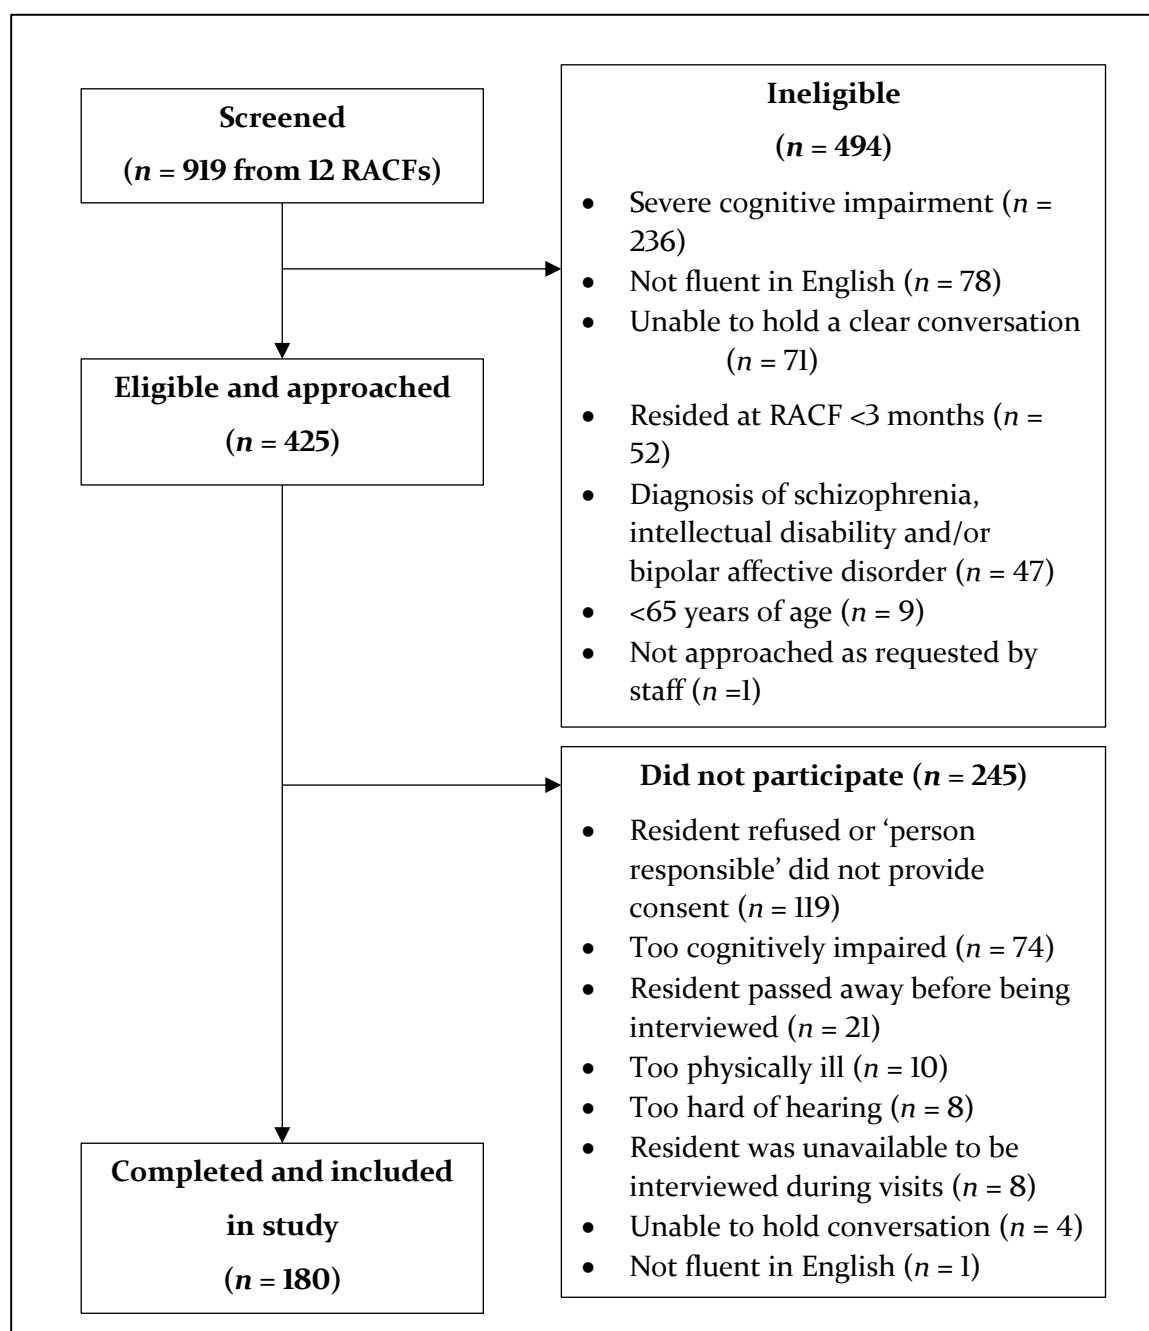 Screened
(n = 919 from 12 RACFs)
Ineligible
(n = 494)
• Severe cognitive impairment (n =
236)
• Not fluent in English (n = 78)
• Unable to hold a clear conversation
(n = 71)
• Resided at RACF <3 months (n =
52)
• Diagnosis of schizophrenia,
intellectual disability and/or
bipolar affective disorder (n = 47)
• <65 years of age (n = 9)
• Not approached as requested by
staff (n =1)
Eligible and approached
(n = 425)
Did not participate (n = 245)
• Resident refused or ‘person
responsible’ did not provide
consent (n = 119)
• Too cognitively impaired (n = 74)
• Resident passed away before being
interviewed (n = 21)
• Too physically ill (n = 10)
• Too hard of hearing (n = 8)
• Resident was unavailable to be
interviewed during visits (n = 8)
• Unable to hold conversation (n = 4)
• Not fluent in English (n = 1)
Completed and included
in study
(n = 180)